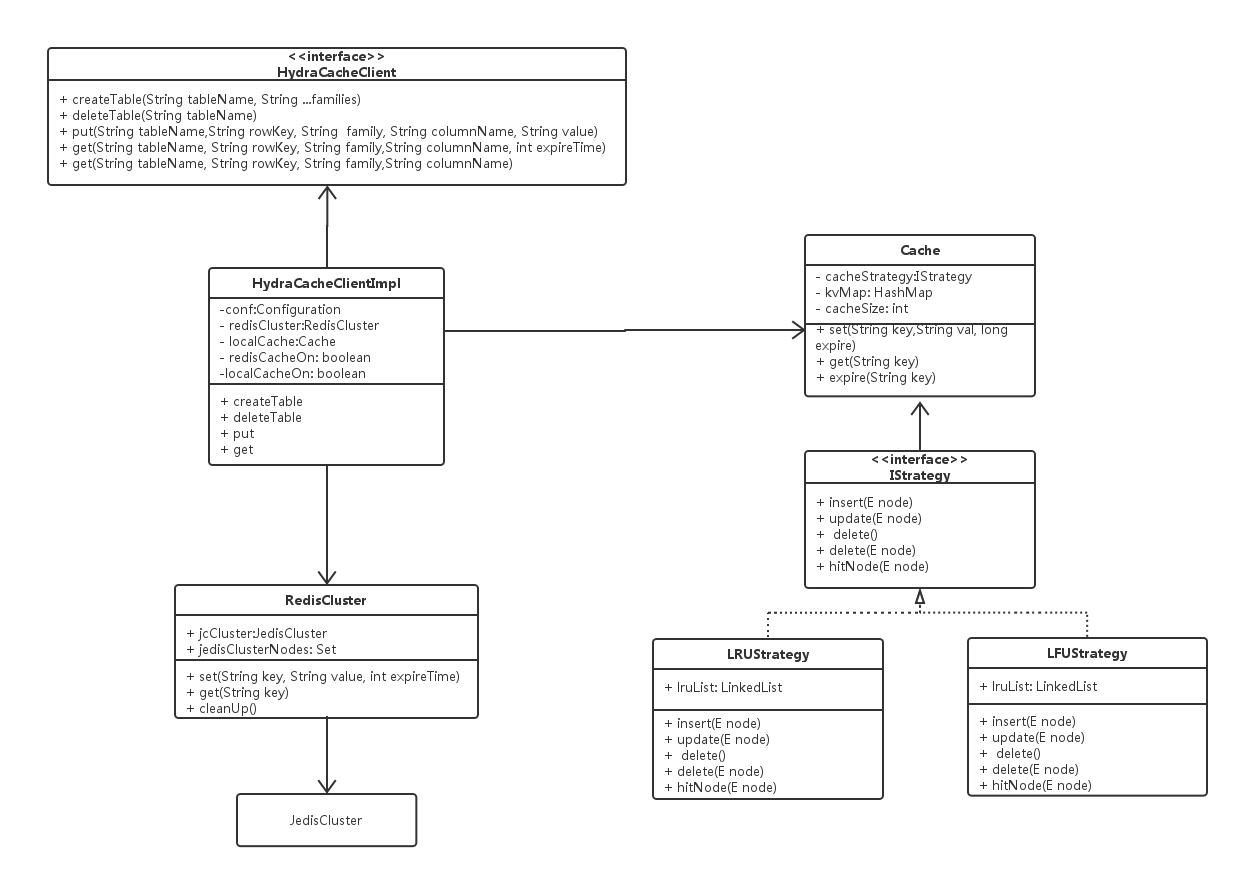 <<interface>>
HydraCacheClient
+ createTable(String tableName, String ...families)
+ deleteTable(String tableName)
+ put(String tableName,String rowKey, String  family, String columnName, String value)
+ get(String tableName, String rowKey, String family,String columnName, int expireTime)
+ get(String tableName, String rowKey, String family,String columnName)
HydraCacheClientImpl
-conf:Configuration
- redisCluster:RedisCluster
- localCache:Cache
- redisCacheOn: boolean
-localCacheOn: boolean
+ createTable
+ deleteTable
+ put
+ get
Cache
- cacheStrategy:IStrategy
- kvMap: HashMap
- cacheSize: int
+ set(String key,String val, long
expire)
+ get(String key)
+ expire(String key)
<<interface>>
IStrategy
+ insert(E node)
+ update(E node)
+  delete()
+ delete(E node)
+ hitNode(E node)
RedisCluster
+ jcCluster:JedisCluster
+ jedisClusterNodes: Set
+ set(String key, String value, int expireTime)
+ get(String key)
+ cleanUp()
LRUStrategy
+ lruList: LinkedList
+ insert(E node)
+ update(E node)
+  delete()
+ delete(E node)
+ hitNode(E node)
LFUStrategy
+ lruList: LinkedList
+ insert(E node)
+ update(E node)
+  delete()
+ delete(E node)
+ hitNode(E node)
JedisCluster